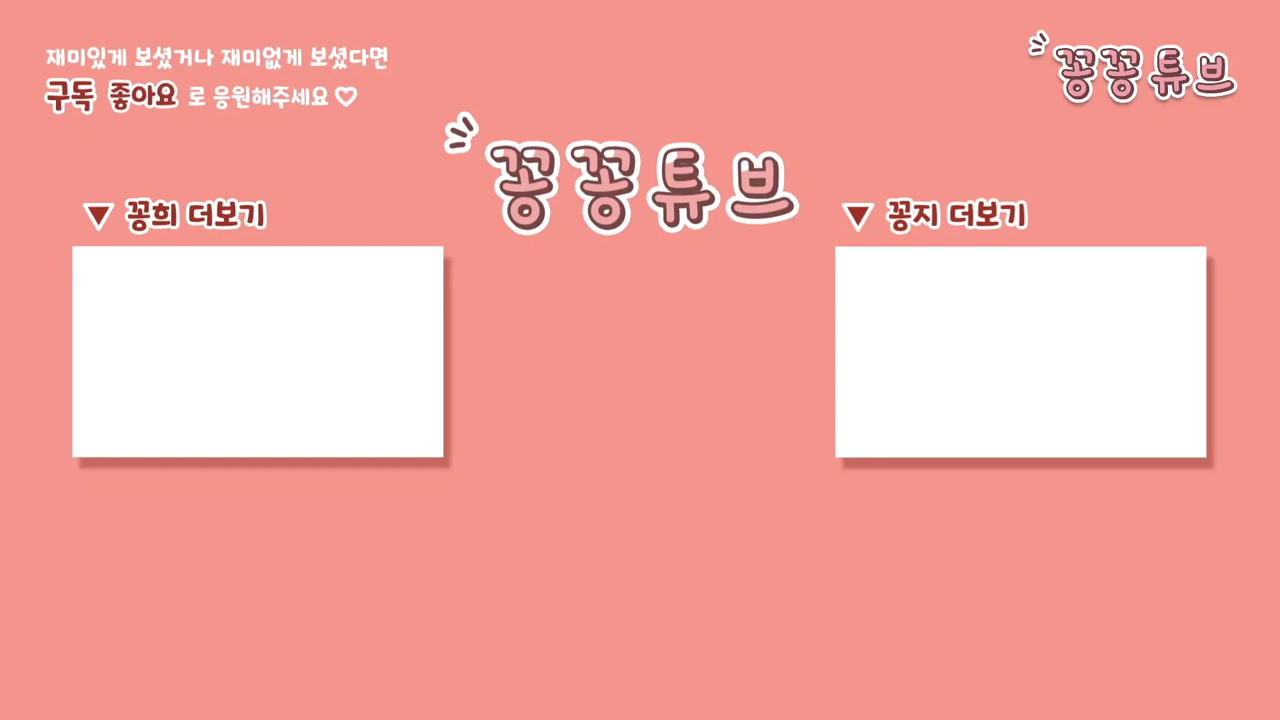 재미있게 보셨거나 재미없게 보셨다면
구독 좋아요 로 응원해주세요 ♡
꽁꽁튜브
꽁꽁튜브
▼ 꽁희 더보기
▼ 꽁지 더보기